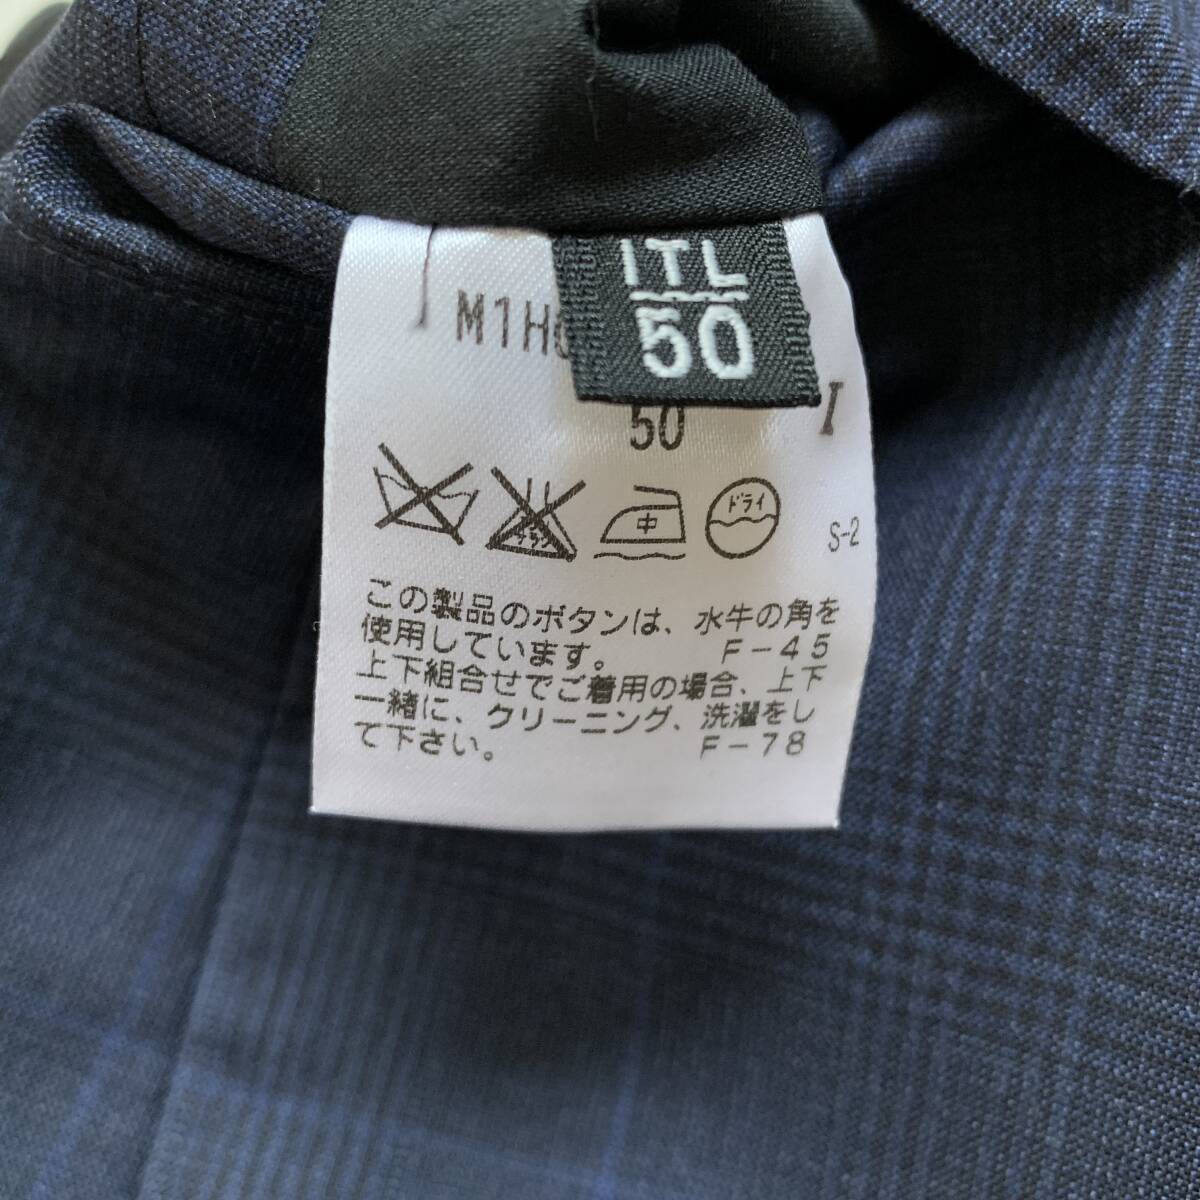 ITL
50
50
I
中
ドライ
S-2
この製品のボタンは、水牛の角を
使用しています。 F-45
上下組合せでご着用の場合、上下
一緒に、クリーニング、洗濯をし
て下さい。 F-78